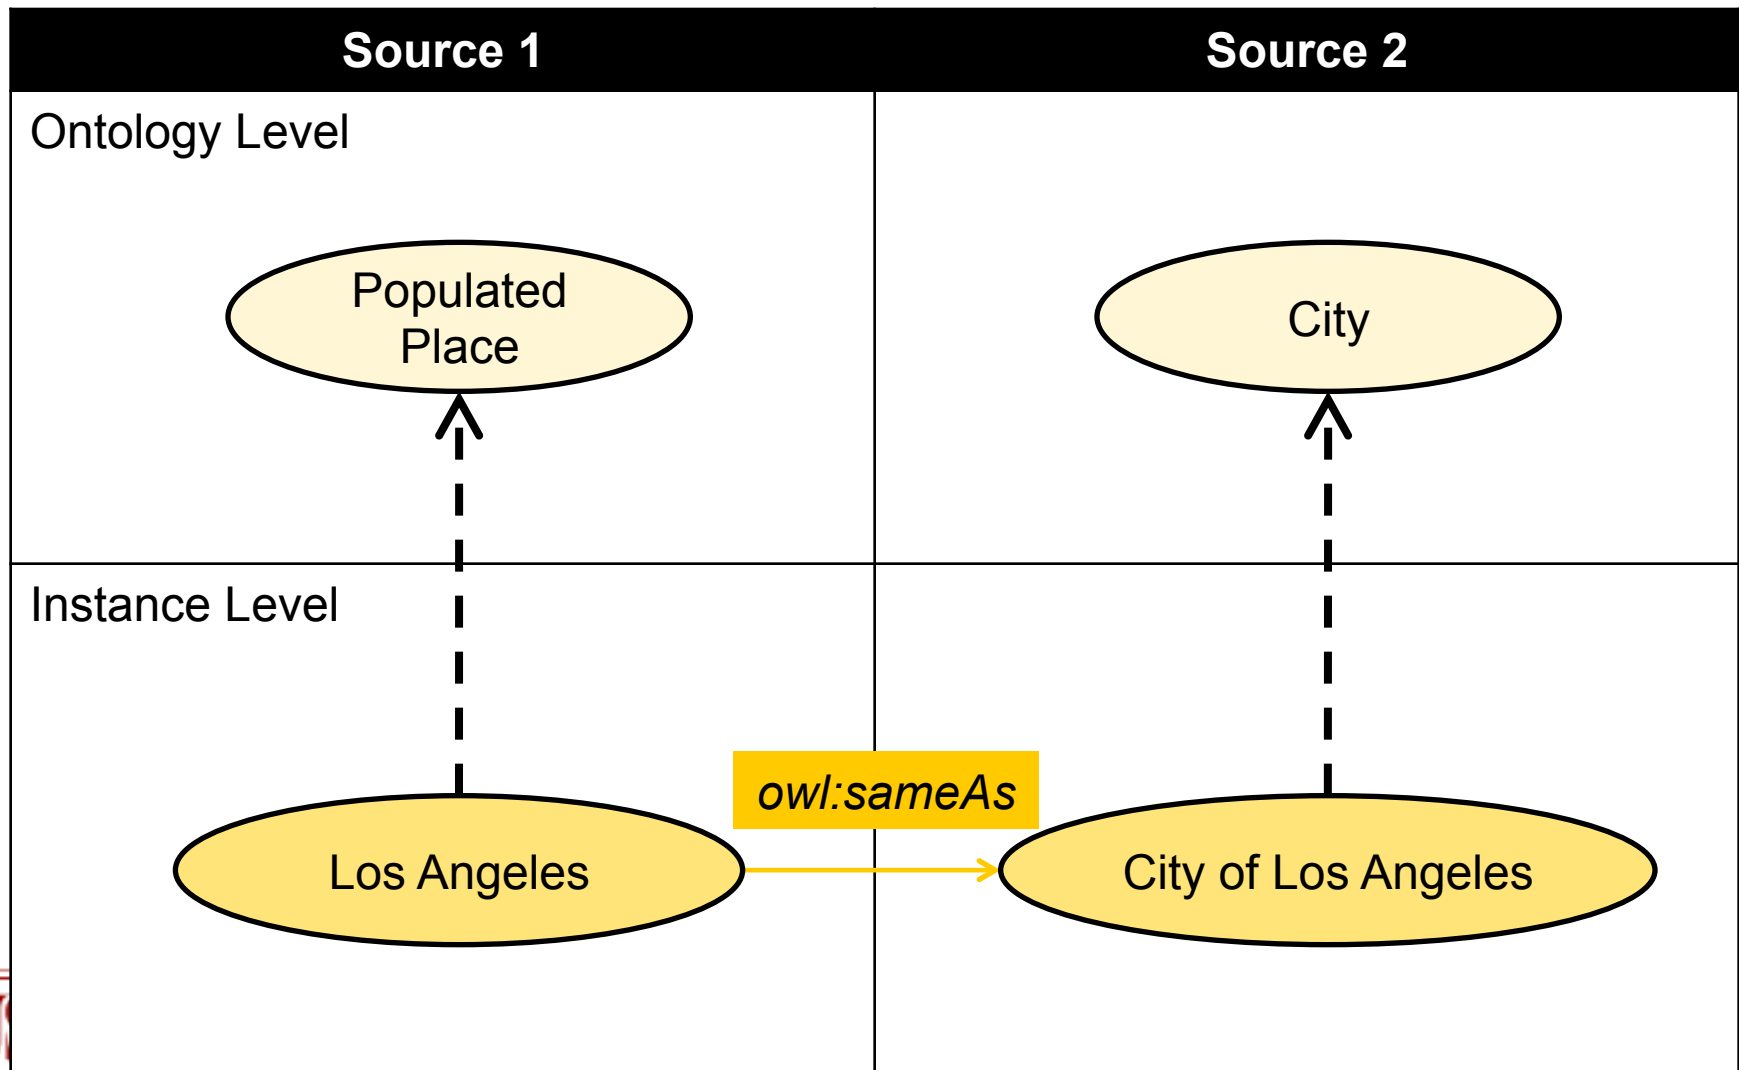 Source 1
Source 2
Ontology Level
Populated
Place
City
Instance Level
owl:sameAs
Los Angeles
City of Los Angeles